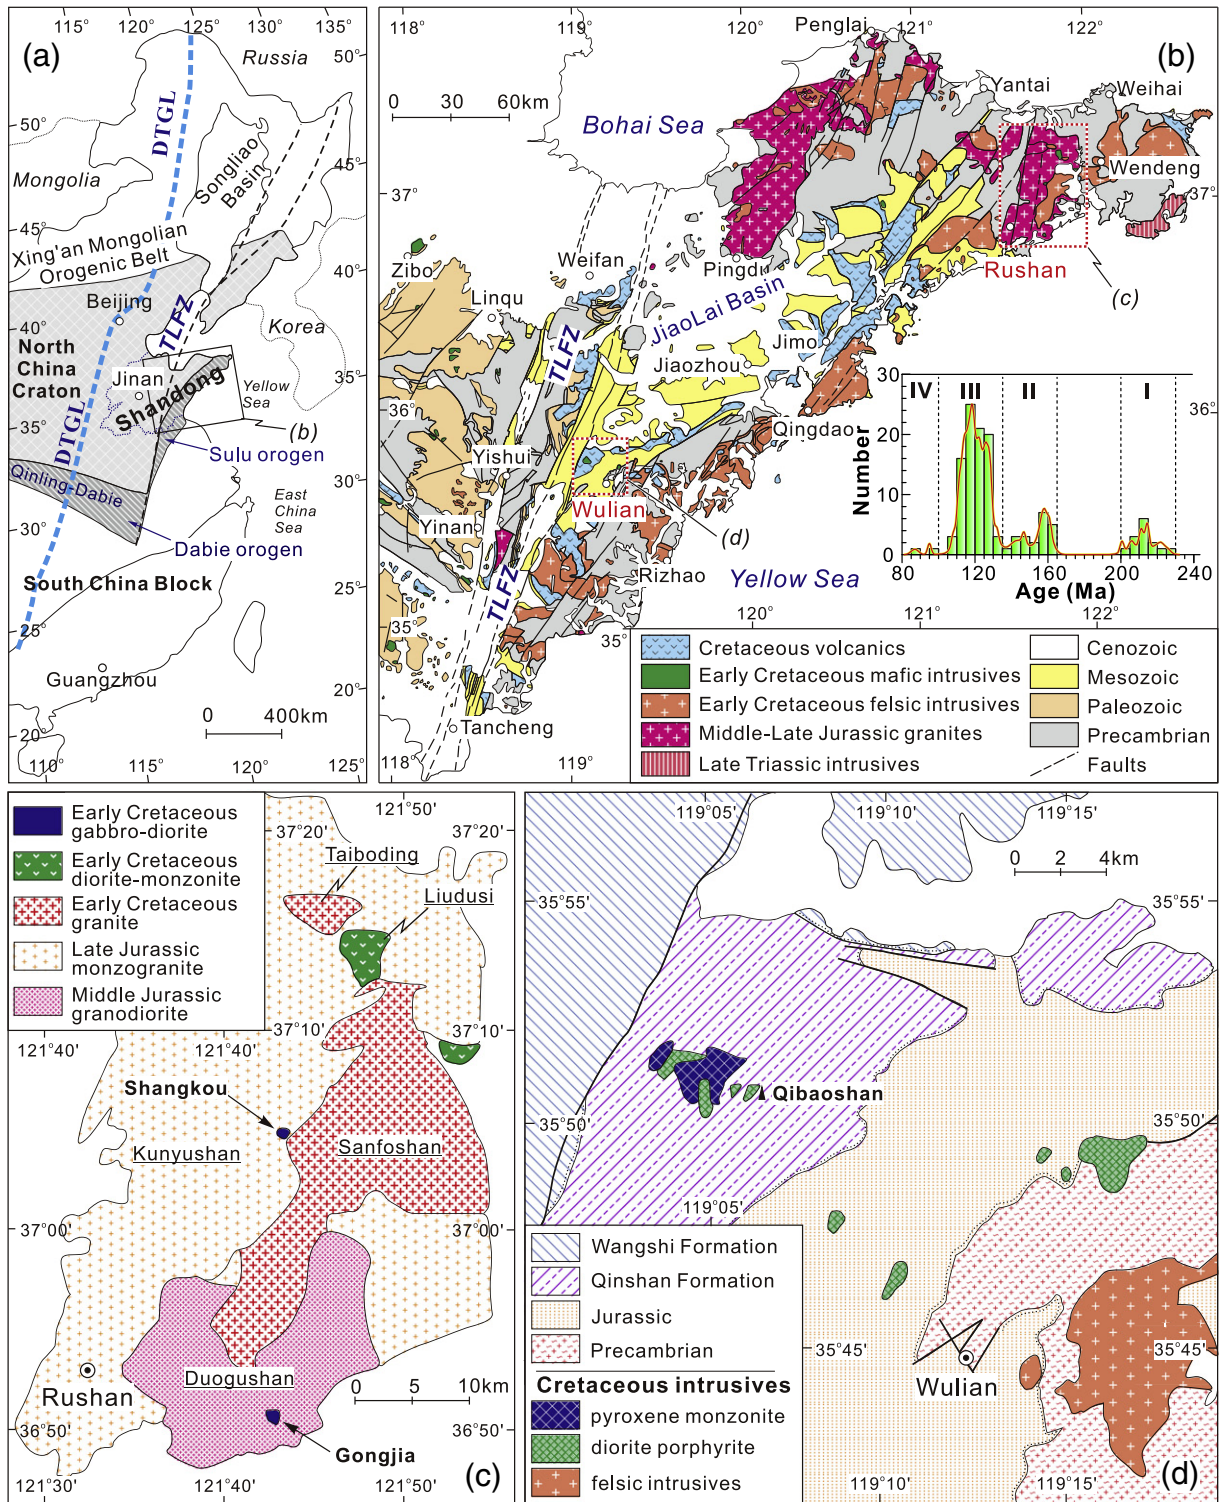 (a)
115°
120°
125°
130°
135°
50°
Russia
DTGL
50°
Songliao
Basin
45°
Mongolia
45°
Xing'an Mongolian
Orogenic Belt
40°
Beijing
TLFZ
Korea
40°
North
China
Craton
Jinan
Shandong
Yellow
Sea
35°
35°
DTGL
(b)
Sulu orogen
Qinling-Dabie
East
China
Sea
30°
30°
Dabie orogen
South China Block
25°
25°
Guangzhou
20°
0
400km
20°
110°
115°
120°
125°
(b)
118°
119°
120°
121°
122°
Penglai
0
30
60km
Bohai Sea
Yantai
Weihai
Wendeng
37°
37°
Zibo
Weifan
Pingdu
Rushan
(c)
Linqu
JiaoLai Basin
TLFZ
Jimo
Jiaozhou
36°
36°
Qingdao
Yishui
Wulian
(d)
Yinan
Rizhao
Yellow Sea
TLFZ
35°
35°
Tancheng
118°
119°
120°
121°
122°
30
20
10
0
Number
IV
III
II
I
80
120
160
200
240
Age (Ma)
Cretaceous volcanics
Early Cretaceous mafic intrusives
Early Cretaceous felsic intrusives
Middle-Late Jurassic granites
Late Triassic intrusives
Cenozoic
Mesozoic
Paleozoic
Precambrian
Faults
Early Cretaceous
gabbro-diorite
Early Cretaceous
diorite-monzonite
Early Cretaceous
granite
Late Jurassic
monzogranite
Middle Jurassic
granodiorite
121°50'
37°20'
37°20'
Taiboding
Liudusi
37°10'
37°10'
121°40'
121°40'
Shangkou
Kunyushan
Sanfoshan
37°00'
37°00'
Duogushan
0
5
10km
Rushan
36°50'
36°50'
Gongjia
(c)
121°30'
121°40'
121°50'
119°05'
119°10'
119°15'
0
2
4km
35°55'
35°55'
Qibaoshan
35°50'
35°50'
119°05'
Wangshi Formation
Qinshan Formation
Jurassic
Precambrian
Cretaceous intrusives
pyroxene monzonite
diorite porphyrite
felsic intrusives
35°45'
35°45'
Wulian
119°10'
119°15'
(d)